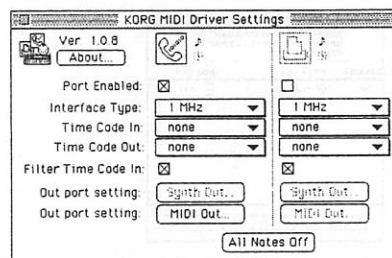 KORG MIDI Driver Settings
Ver 1.0.8
About...
Port Enabled:
Interface Type: 1 MHz 1 MHz
Time Code In: none none
Time Code Out: none none
Filter Time Code In:
Out port setting: Synth Out... Synth Out...
Out port setting: MIDI Out... MIDI Out...
All Notes Off